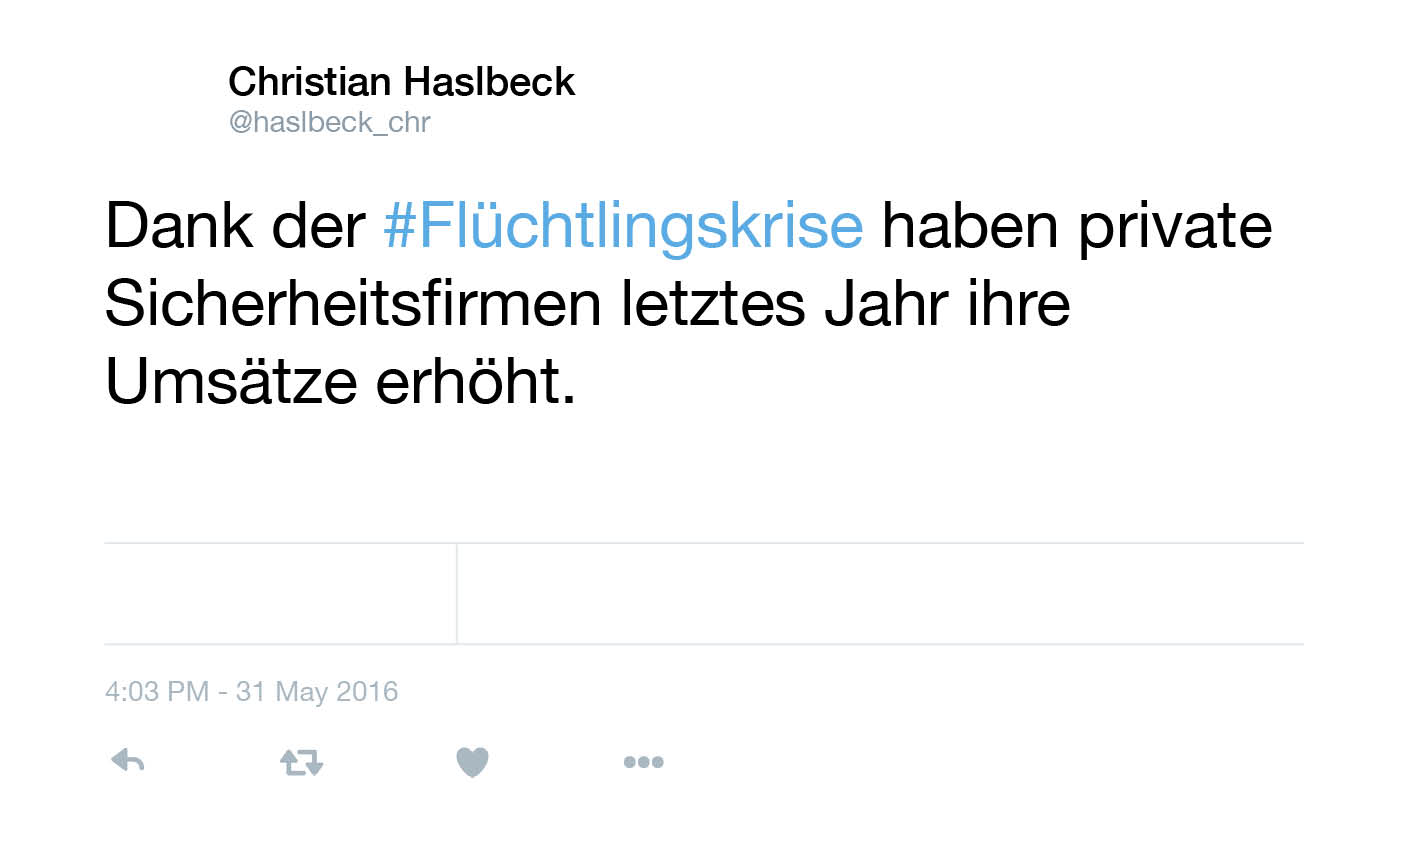 Christian Haslbeck
@haslbeck_chr
Dank der #Flüchtlingskrise haben private
Sicherheitsfirmen letztes Jahr ihre
Umsätze erhöht.
4:03 PM - 31 May 2016